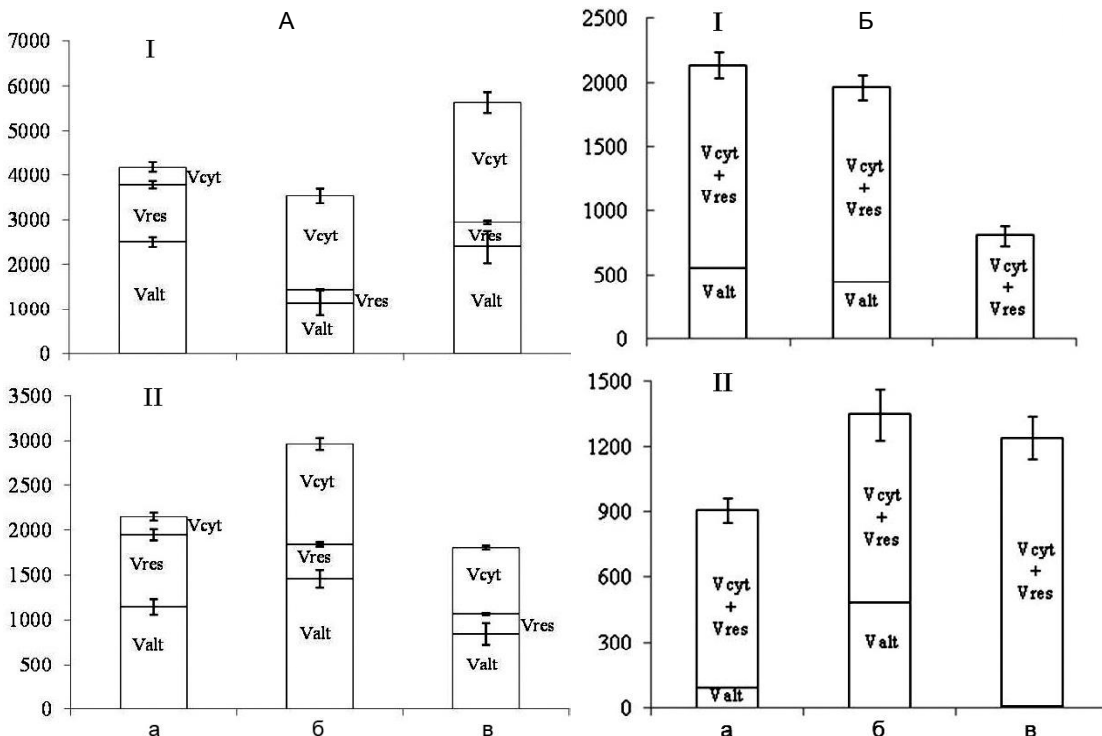 А
I
7000
6000
5000
4000
3000
2000
1000
0
Vcyt
Vres
Valt
Vcyt
Vres
Valt
Vcyt
Vres
Valt
Б
I
2500
2000
1500
1000
500
0
Vcyt
+
Vres
Valt
Vcyt
+
Vres
Valt
Vcyt
+
Vres
II
3500
3000
2500
2000
1500
1000
500
0
Vcyt
Vres
Valt
Vcyt
Vres
Valt
Vcyt
Vres
Valt
а б в
II
1500
1200
900
600
300
0
Vcyt
+
Vres
Valt
Vcyt
+
Vres
Valt
Vcyt
+
Vres
а б в